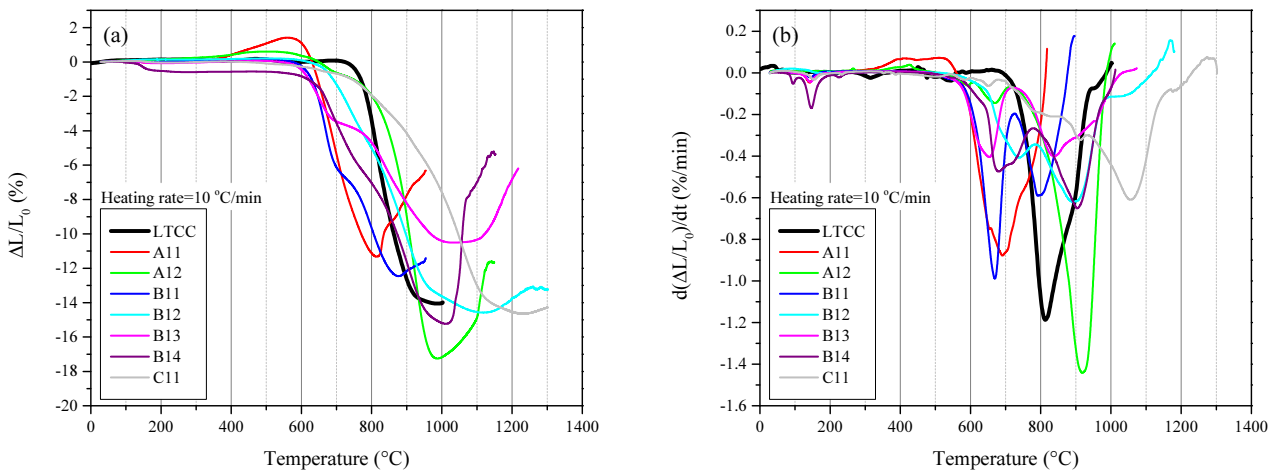 (a)
2
0
-2
-4
-6
-8
-10
-12
-14
-16
-18
-20
ΔL/L₀ (%)
Heating rate=10 °C/min
LTCC
A11
A12
B11
B12
B13
B14
C11
0 200 400 600 800 1000 1200 1400
Temperature (°C)
(b)
0.4
0.2
0.0
-0.2
-0.4
-0.6
-0.8
-1.0
-1.2
-1.4
-1.6
d(ΔL/L₀)/dt (%/min)
Heating rate=10 °C/min
LTCC
A11
A12
B11
B12
B13
B14
C11
0 200 400 600 800 1000 1200 1400
Temperature (°C)